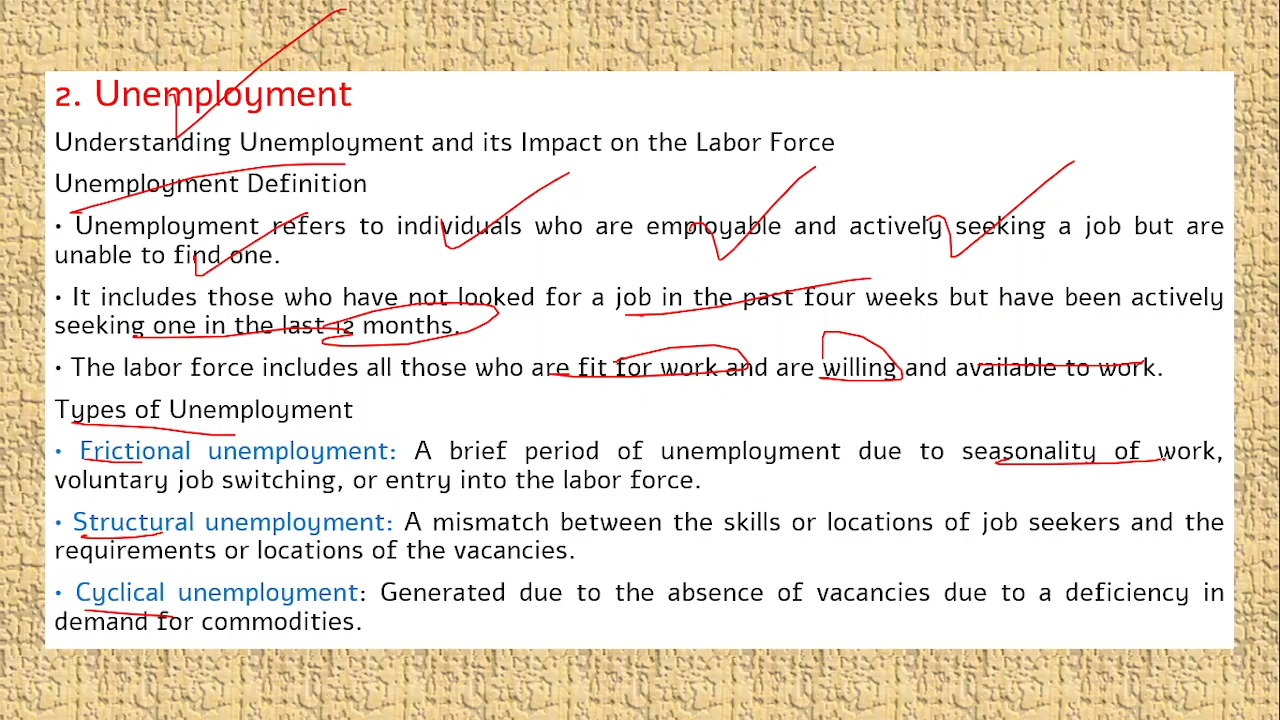 2. Unemployment
Understanding Unemployment and its Impact on the Labor Force
Unemployment Definition
• Unemployment refers to individuals who are employable and actively seeking a job but are
unable to find one.
• It includes those who have not looked for a job in the past four weeks but have been actively
seeking one in the last 12 months.
• The labor force includes all those who are fit for work and are willing and available to work.
Types of Unemployment
• Frictional unemployment: A brief period of unemployment due to seasonality of work,
voluntary job switching, or entry into the labor force.
• Structural unemployment: A mismatch between the skills or locations of job seekers and the
requirements or locations of the vacancies.
• Cyclical unemployment: Generated due to the absence of vacancies due to a deficiency in
demand for commodities.